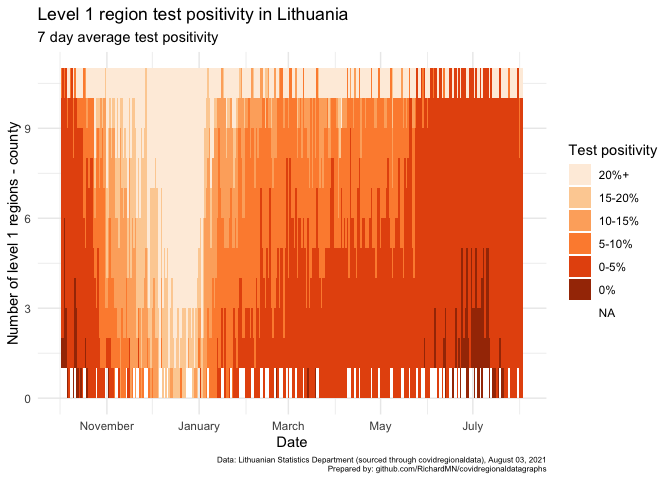 Level 1 region test positivity in Lithuania
7 day average test positivity
Number of level 1 regions - county
9
6
3
0
November
January
March
May
July
Date
Test positivity
20%+
15-20%
10-15%
5-10%
0-5%
0%
NA
Data: Lithuanian Statistics Department (sourced through covidregionaldata), August 03, 2021
Prepared by: github.com/RichardMN/covidregionaldatagraphs